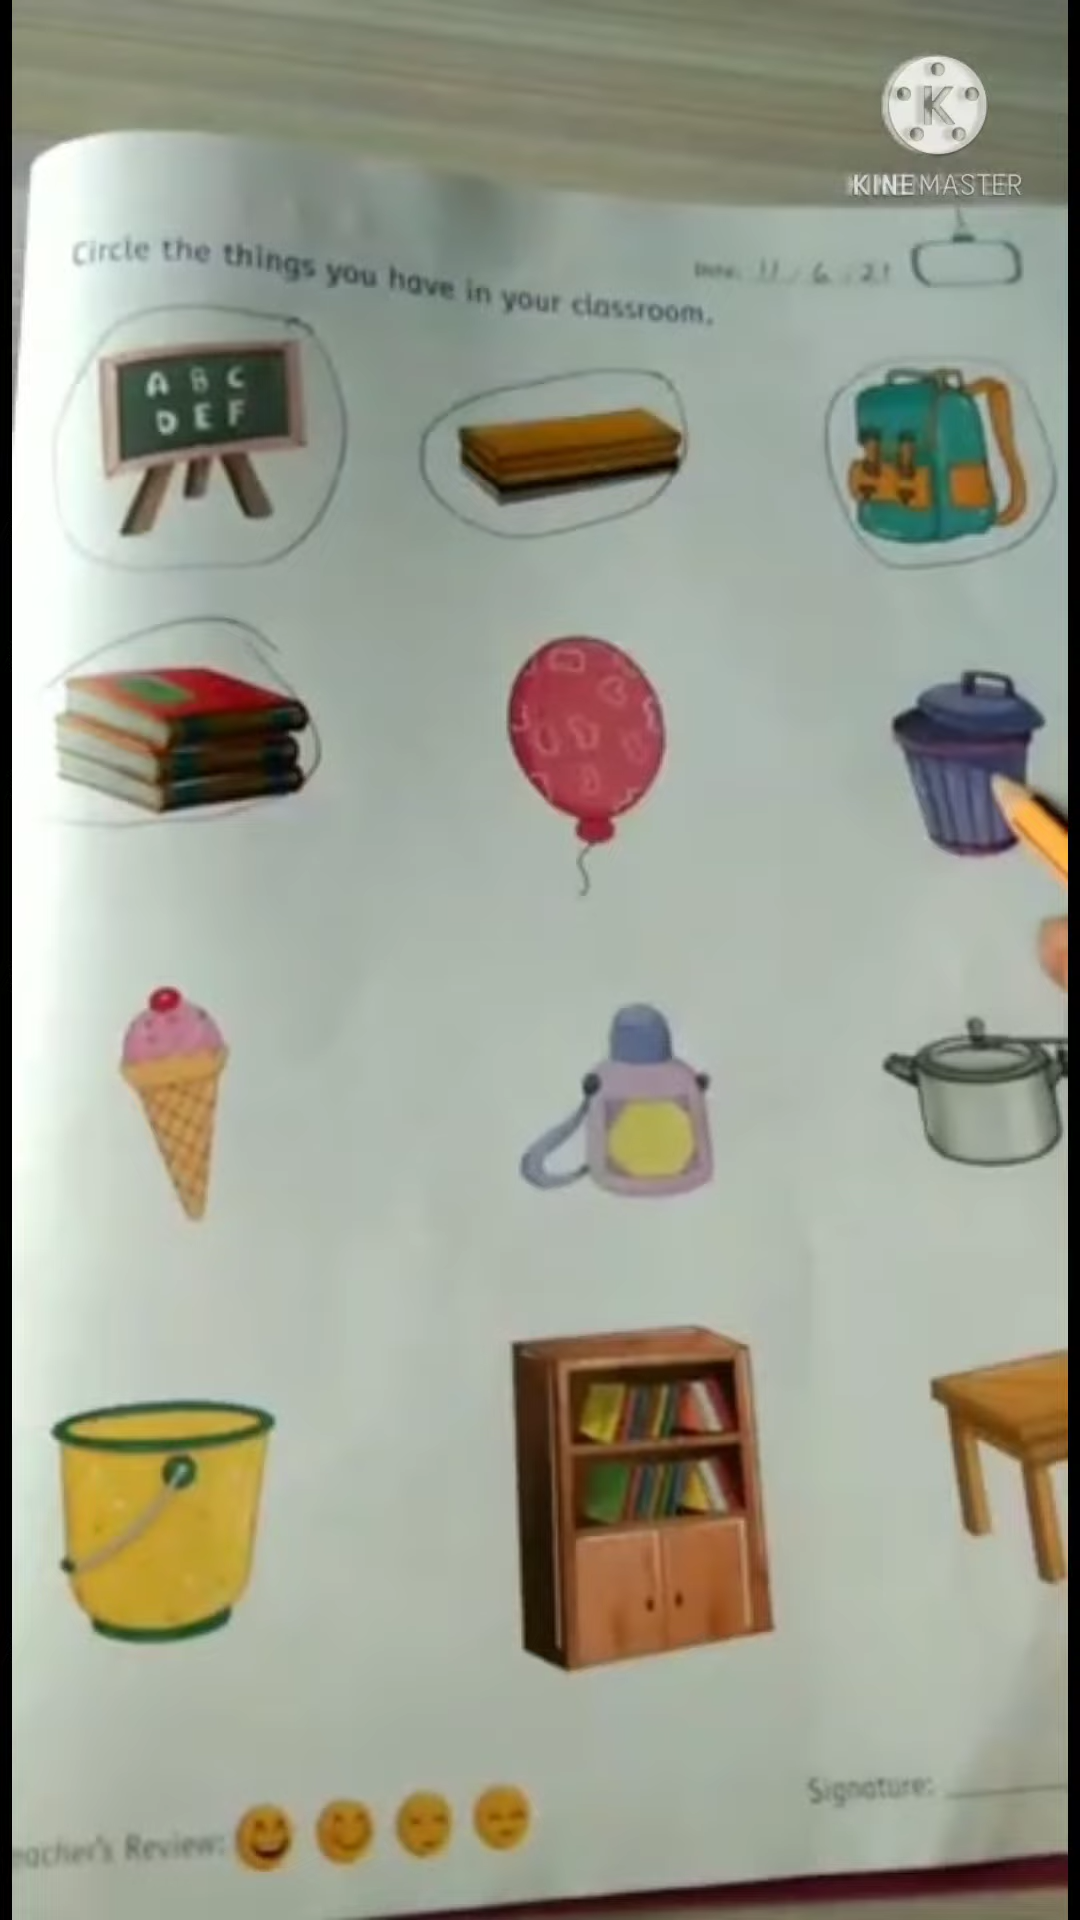 KINEMASTER
Circle the things you have in your classroom.
Date: 11 / 6 / 21
A B C
D E F
Signature:
eacher's Review: